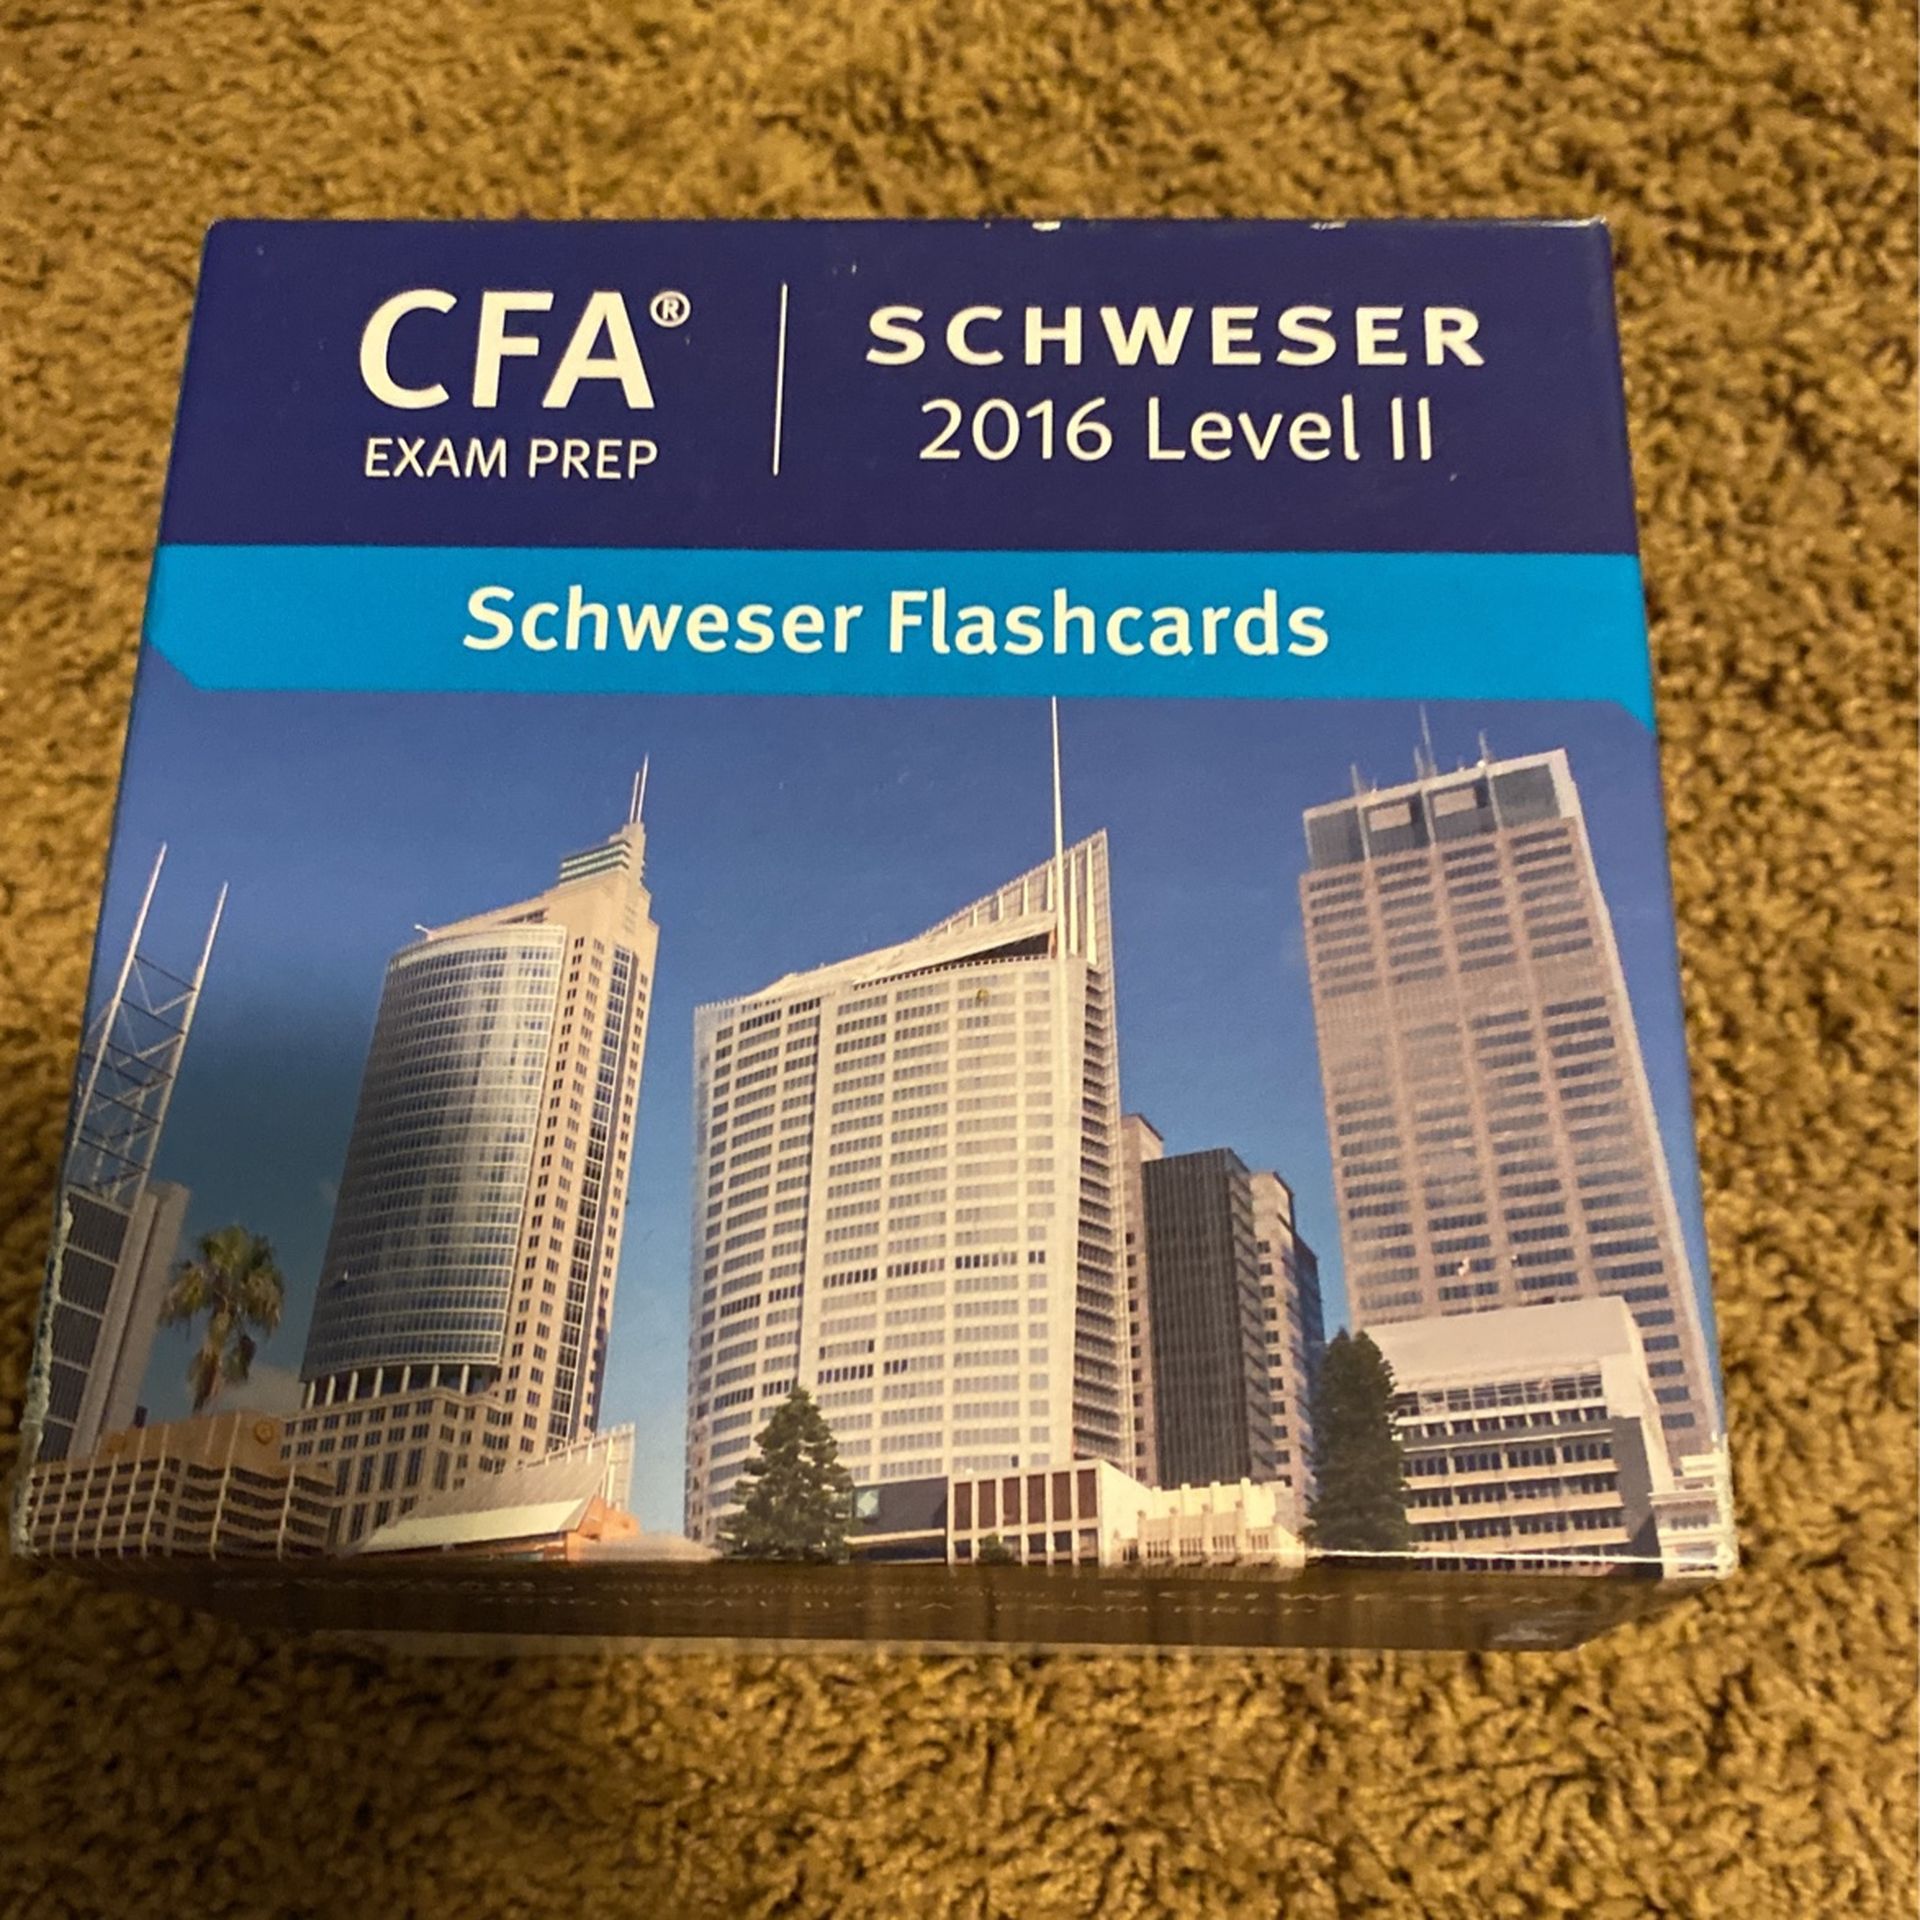 CFA®
EXAM PREP
SCHWESER
2016 Level II
Schweser Flashcards